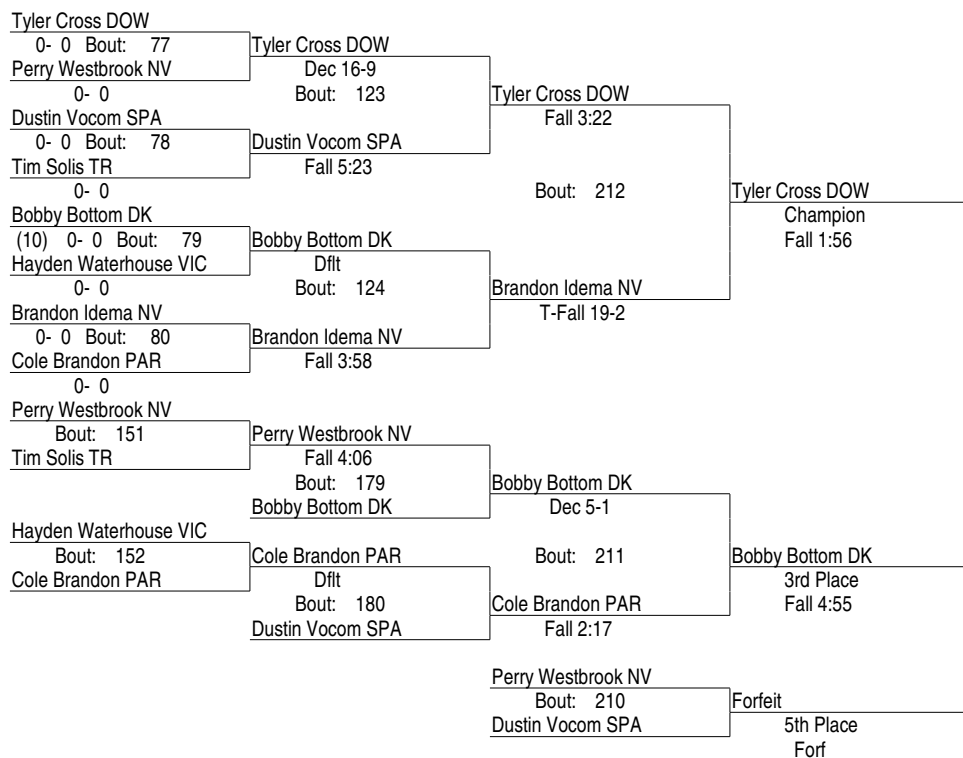 Tyler Cross DOW
0- 0 Bout: 77
Tyler Cross DOW
Perry Westbrook NV
Dec 16-9
0- 0
Bout: 123
Tyler Cross DOW
Dustin Vocom SPA
Fall 3:22
0- 0 Bout: 78
Dustin Vocom SPA
Tim Solis TR
Fall 5:23
0- 0
Bout: 212
Tyler Cross DOW
Bobby Bottom DK
Champion
(10) 0- 0 Bout: 79
Bobby Bottom DK
Fall 1:56
Hayden Waterhouse VIC
Dflt
0- 0
Bout: 124
Brandon Idema NV
Brandon Idema NV
T-Fall 19-2
0- 0 Bout: 80
Brandon Idema NV
Cole Brandon PAR
Fall 3:58
0- 0
Perry Westbrook NV
Bout: 151
Perry Westbrook NV
Tim Solis TR
Fall 4:06
Bout: 179
Bobby Bottom DK
Bobby Bottom DK
Dec 5-1
Hayden Waterhouse VIC
Bout: 152
Cole Brandon PAR
Bout: 211
Bobby Bottom DK
Cole Brandon PAR
Dflt
3rd Place
Bout: 180
Cole Brandon PAR
Fall 4:55
Dustin Vocom SPA
Fall 2:17
Perry Westbrook NV
Bout: 210
Forfeit
Dustin Vocom SPA
5th Place
Forf